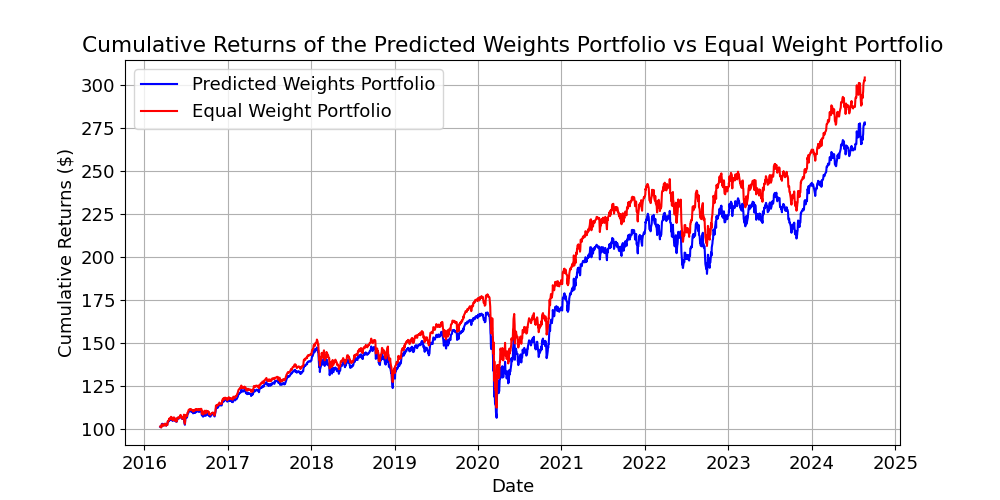 Cumulative Returns of the Predicted Weights Portfolio vs Equal Weight Portfolio
Predicted Weights Portfolio
Equal Weight Portfolio
Cumulative Returns ($)
300
275
250
225
200
175
150
125
100
2016 2017 2018 2019 2020 2021 2022 2023 2024 2025
Date